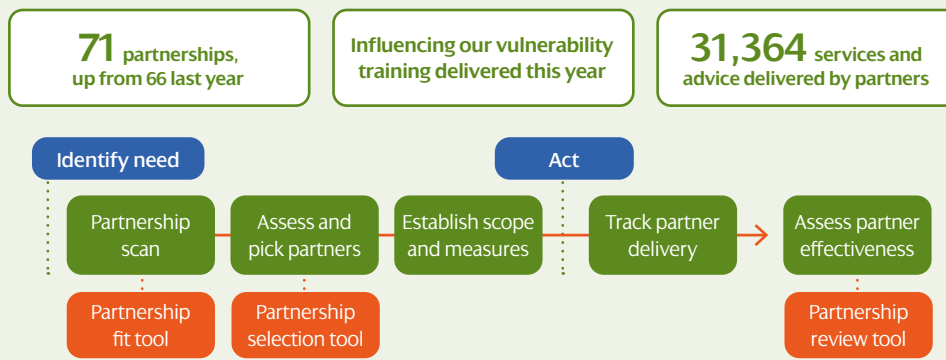 71 partnerships,
up from 66 last year
Influencing our vulnerability
training delivered this year
31,364 services and
advice delivered by partners
Identify need
Act
Partnership
scan
Assess and
pick partners
Establish scope
and measures
Track partner
delivery
Assess partner
effectiveness
Partnership
fit tool
Partnership
selection tool
Partnership
review tool